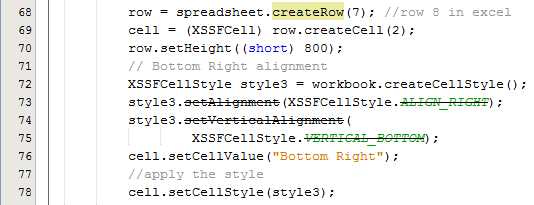 68 row = spreadsheet.createRow(7); //row 8 in excel
69 cell = (XSSFCell) row.createCell(2);
70 row.setHeight((short) 800);
71 // Bottom Right alignment
72 XSSFCellStyle style3 = workbook.createCellStyle();
73 style3.setAlignment(XSSFCellStyle.ALIGN_RIGHT);
74 style3.setVerticalAlignment(
75 XSSFCellStyle.VERTICAL_BOTTOM);
76 cell.setCellValue("Bottom Right");
77 //apply the style
78 cell.setCellStyle(style3);